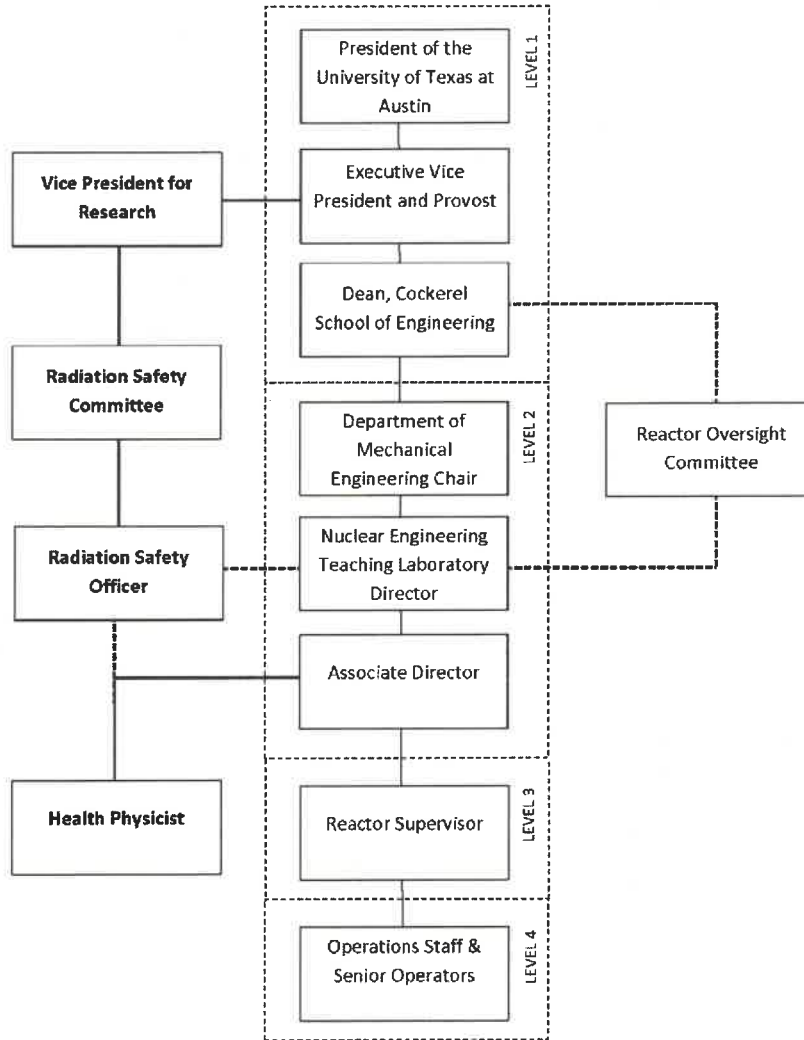 President of the
University of Texas at
Austin
LEVEL 1
Vice President for
Research
Executive Vice
President and Provost
Dean, Cockerel
School of Engineering
Radiation Safety
Committee
Department of
Mechanical
Engineering Chair
LEVEL 2
Reactor Oversight
Committee
Radiation Safety
Officer
Nuclear Engineering
Teaching Laboratory
Director
Associate Director
Health Physicist
Reactor Supervisor
LEVEL 3
Operations Staff &
Senior Operators
LEVEL 4